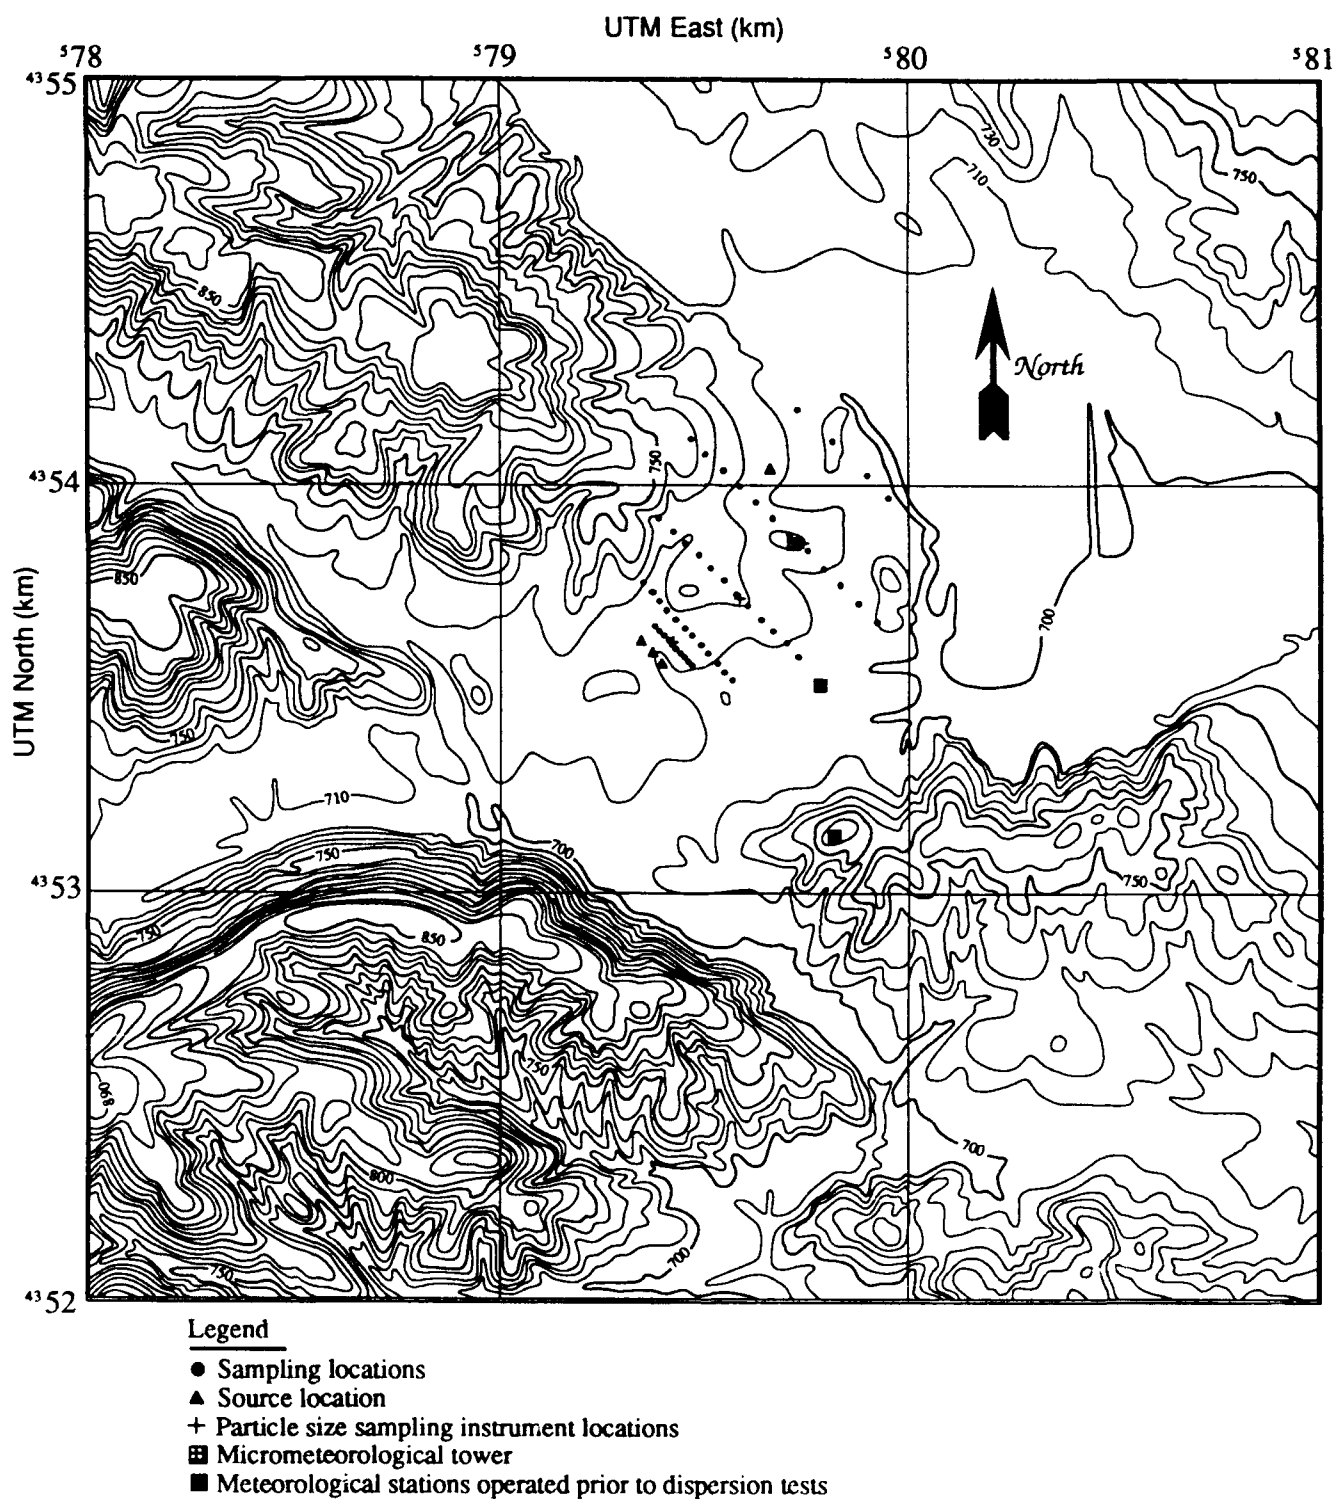 UTM East (km)
578 579 580 581
4355
730
710
750
850
North
750
4354
850
700
UTM North (km)
750
710
700
750
4353
750
750
850
750
890
700
800
700
750
4352
Legend
● Sampling locations
▲ Source location
+ Particle size sampling instrument locations
⊞ Micrometeorological tower
■ Meteorological stations operated prior to dispersion tests